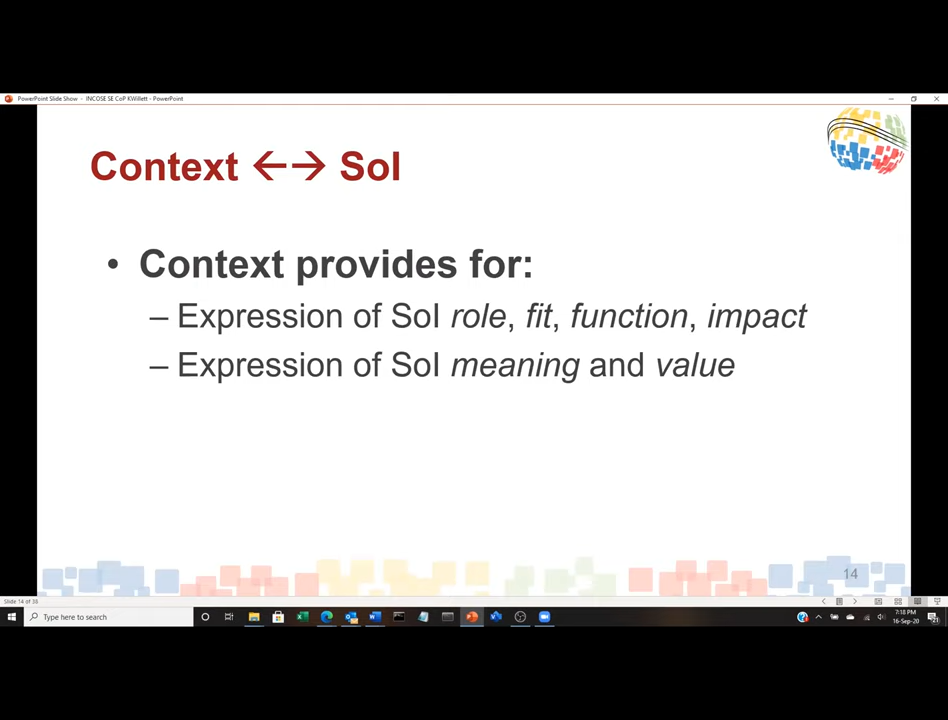 PowerPoint Slide Show - INCOSE SE CoP KWillett - PowerPoint
Context ←→ SoI
• Context provides for:
– Expression of SoI role, fit, function, impact
– Expression of SoI meaning and value
14
Slide 14 of 38
Type here to search
7:18 PM
16-Sep-20